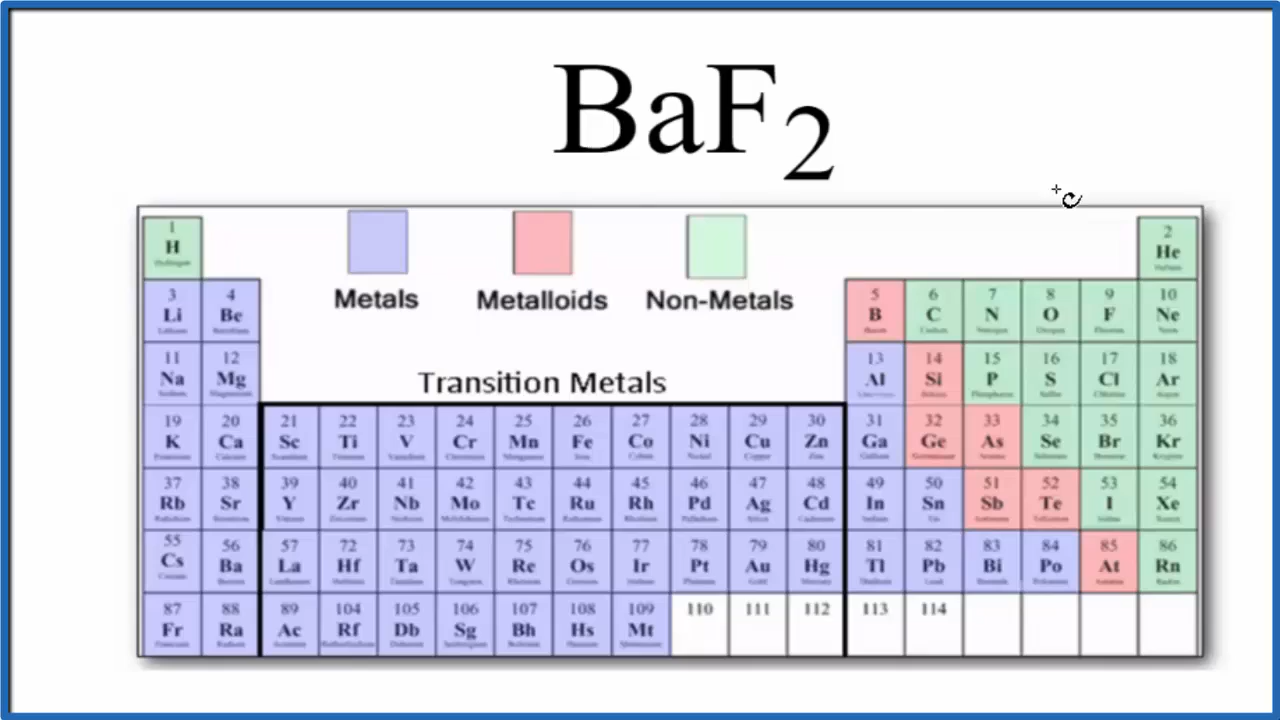 BaF2
Metals Metalloids Non-Metals
Transition Metals
1 2
H He
3 4 5 6 7 8 9 10
Li Be B C N O F Ne
11 12 13 14 15 16 17 18
Na Mg Al Si P S Cl Ar
19 20 21 22 23 24 25 26 27 28 29 30 31 32 33 34 35 36
K Ca Sc Ti V Cr Mn Fe Co Ni Cu Zn Ga Ge As Se Br Kr
37 38 39 40 41 42 43 44 45 46 47 48 49 50 51 52 53 54
Rb Sr Y Zr Nb Mo Tc Ru Rh Pd Ag Cd In Sn Sb Te I Xe
55 56 57 72 73 74 75 76 77 78 79 80 81 82 83 84 85 86
Cs Ba La Hf Ta W Re Os Ir Pt Au Hg Tl Pb Bi Po At Rn
87 88 89 104 105 106 107 108 109 110 111 112 113 114
Fr Ra Ac Rf Db Sg Bh Hs Mt